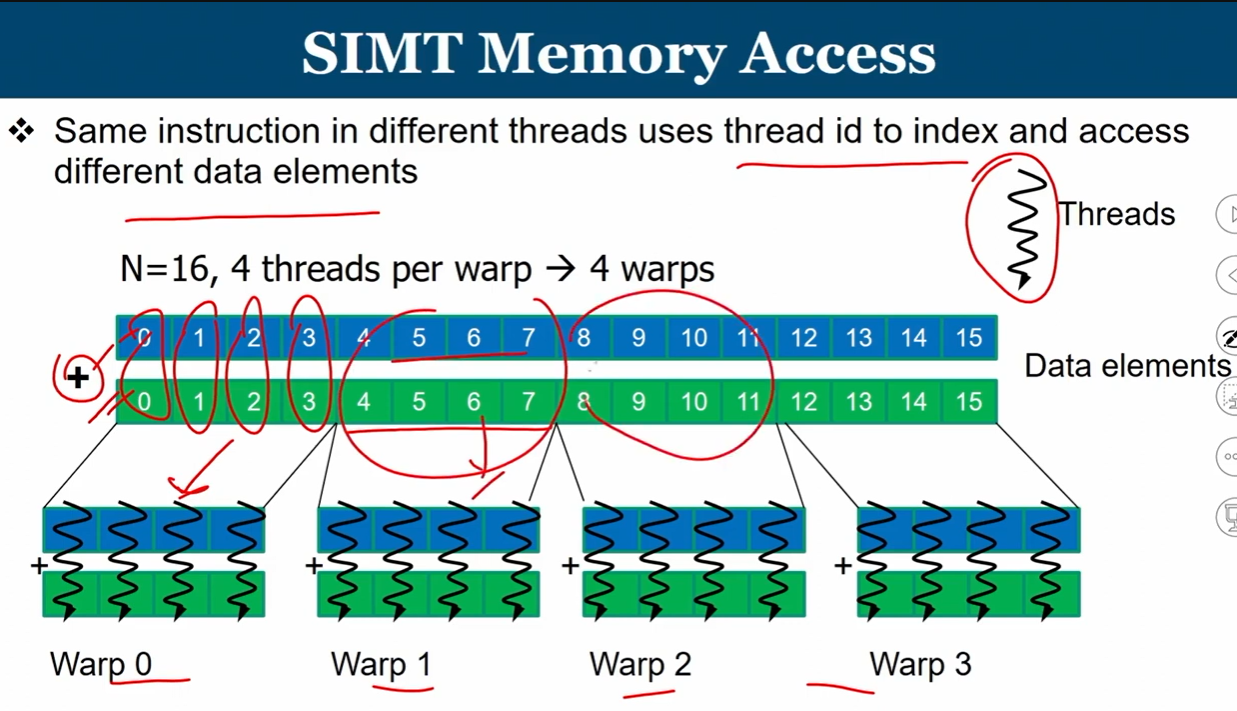 SIMT Memory Access
❖ Same instruction in different threads uses thread id to index and access
different data elements
Threads
N=16, 4 threads per warp → 4 warps
0 1 2 3 4 5 6 7 8 9 10 11 12 13 14 15
+
Data elements
0 1 2 3 4 5 6 7 8 9 10 11 12 13 14 15
+ + + +
Warp 0 Warp 1 Warp 2 Warp 3